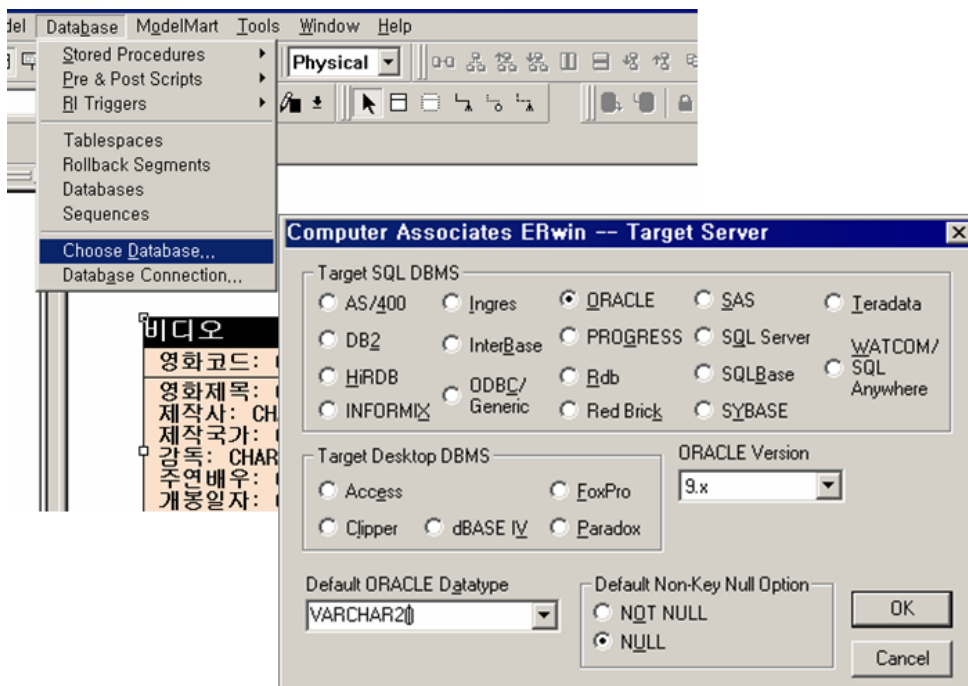 del Database ModelMart Tools Window Help
Stored Procedures
Pre & Post Scripts
RI Triggers
Tablespaces
Rollback Segments
Databases
Sequences
Choose Database...
Database Connection...
Physical
비디오
영화코드:
영화제목:
제작사: CHA
제작국가:
감독: CHAR
주연배우:
개봉일자:
Computer Associates ERwin -- Target Server
Target SQL DBMS
AS/400 Ingres ORACLE SAS Teradata
DB2 InterBase PROGRESS SQL Server WATCOM/
SQL
Anywhere
HiRDB ODBC/
Generic Rdb SQLBase
INFORMIX Red Brick SYBASE
Target Desktop DBMS
Access FoxPro
Clipper dBASE IV Paradox
ORACLE Version
9.x
Default ORACLE Datatype
VARCHAR2()
Default Non-Key Null Option
NOT NULL
NULL
OK
Cancel